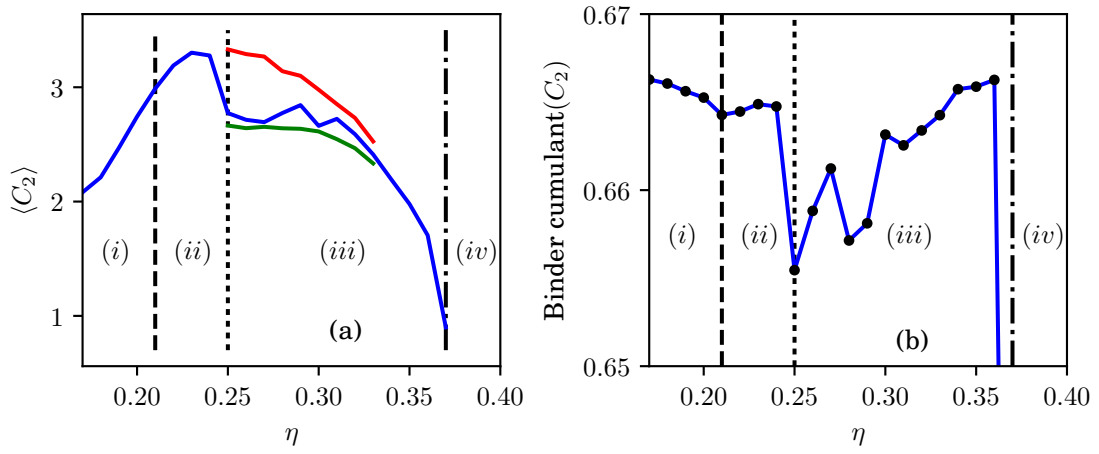 3
2
1
⟨C₂⟩
(i)
(ii)
(iii)
(iv)
(a)
0.20
0.25
0.30
0.35
0.40
η
0.67
0.66
0.65
Binder cumulant(C₂)
(i)
(ii)
(iii)
(iv)
(b)
0.20
0.25
0.30
0.35
0.40
η